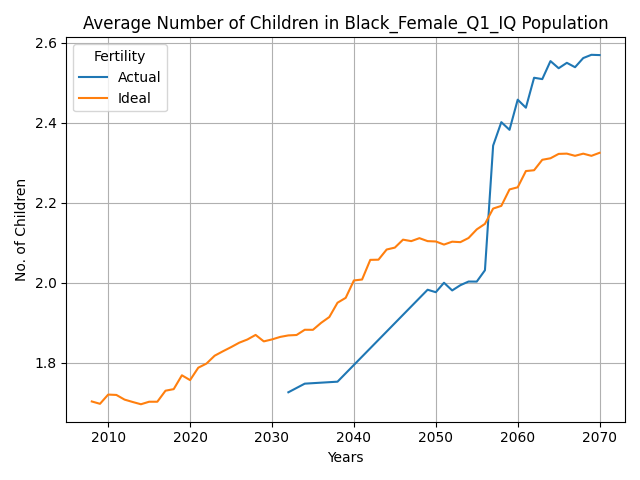 Average Number of Children in Black_Female_Q1_IQ Population
Fertility
Actual
Ideal
2.6
2.4
2.2
2.0
1.8
No. of Children
2010 2020 2030 2040 2050 2060 2070
Years